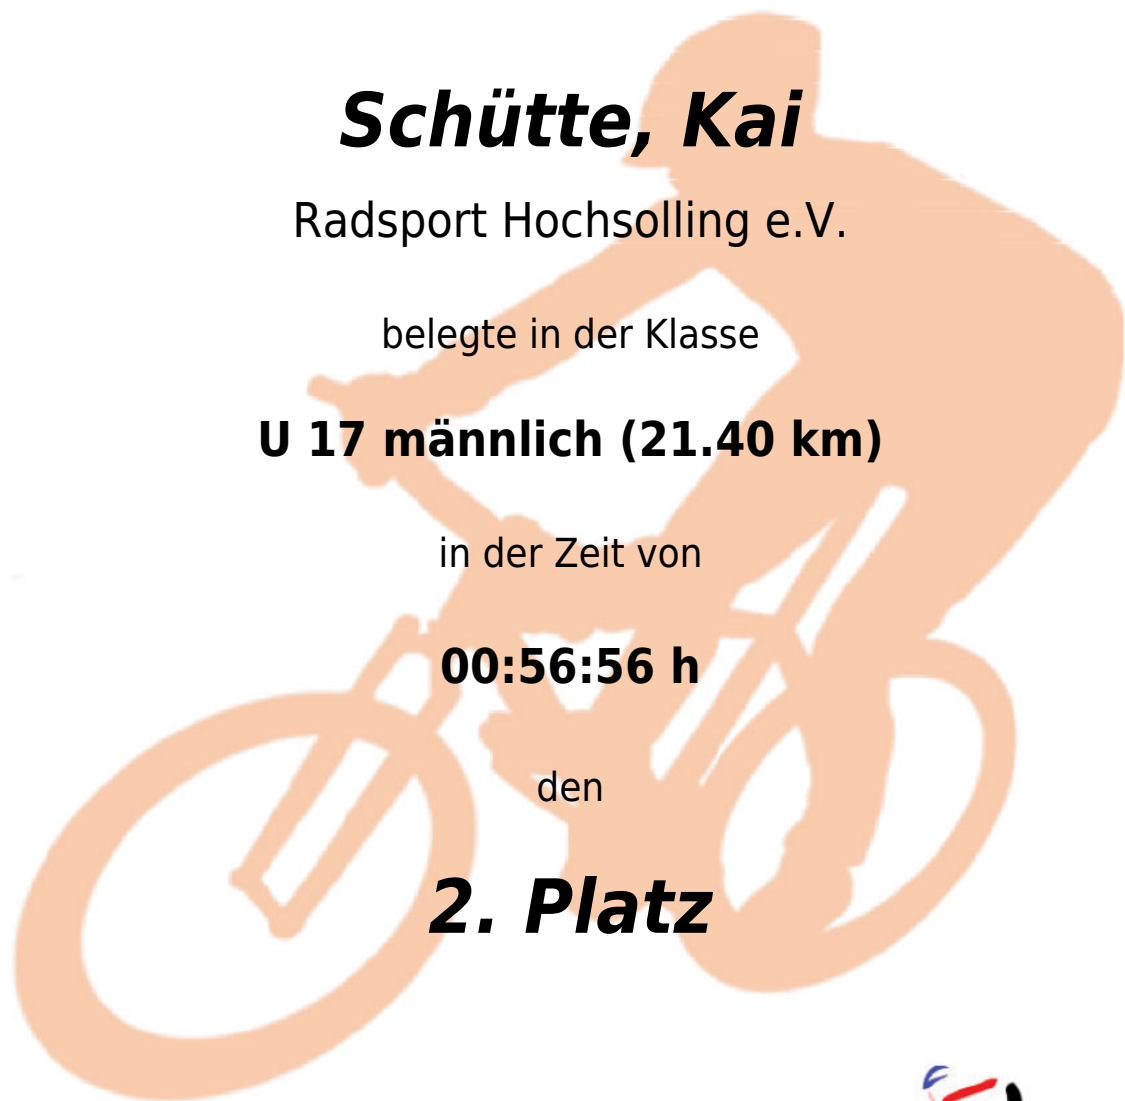 Schütte, Kai
Radsport Hochsolling e.V.
belegte in der Klasse
U 17 männlich (21.40 km)
in der Zeit von
00:56:56 h
den
2. Platz